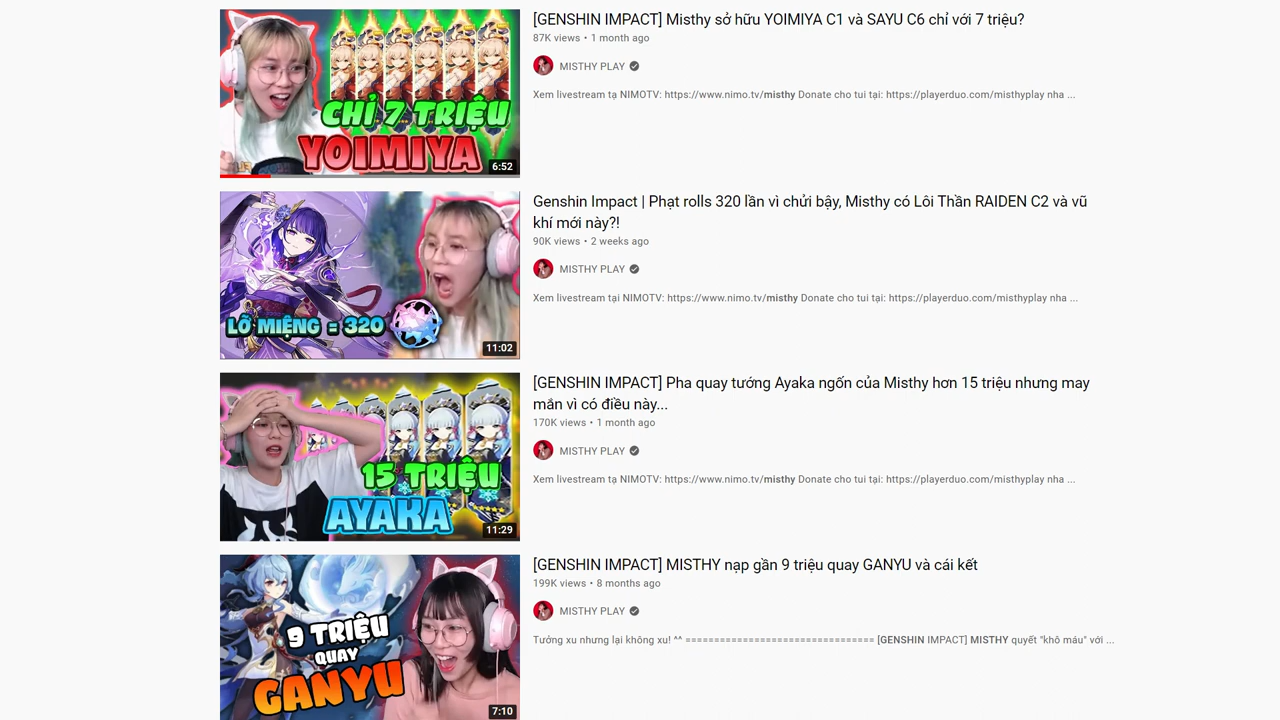 CHỈ 7 TRIỆU
YOIMIYA
6:52
[GENSHIN IMPACT] Misthy sở hữu YOIMIYA C1 và SAYU C6 chỉ với 7 triệu?
87K views • 1 month ago
MISTHY PLAY
Xem livestream tạ NIMOTV: https://www.nimo.tv/misthy Donate cho tui tại: https://playerduo.com/misthyplay nha ...
LỠ MIỆNG = 320
11:02
Genshin Impact | Phạt rolls 320 lần vì chửi bậy, Misthy có Lôi Thần RAIDEN C2 và vũ
khí mới này?!
90K views • 2 weeks ago
MISTHY PLAY
Xem livestream tại NIMOTV: https://www.nimo.tv/misthy Donate cho tui tại: https://playerduo.com/misthyplay nha ...
15 TRIỆU
AYAKA
11:29
[GENSHIN IMPACT] Pha quay tướng Ayaka ngốn của Misthy hơn 15 triệu nhưng may
mắn vì có điều này...
170K views • 1 month ago
MISTHY PLAY
Xem livestream tạ NIMOTV: https://www.nimo.tv/misthy Donate cho tui tại: https://playerduo.com/misthyplay nha ...
9 TRIỆU
QUAY
GANYU
7:10
[GENSHIN IMPACT] MISTHY nạp gần 9 triệu quay GANYU và cái kết
199K views • 8 months ago
MISTHY PLAY
Tưởng xu nhưng lại không xu! ^^ ================================ [GENSHIN IMPACT] MISTHY quyết "khô máu" với ...